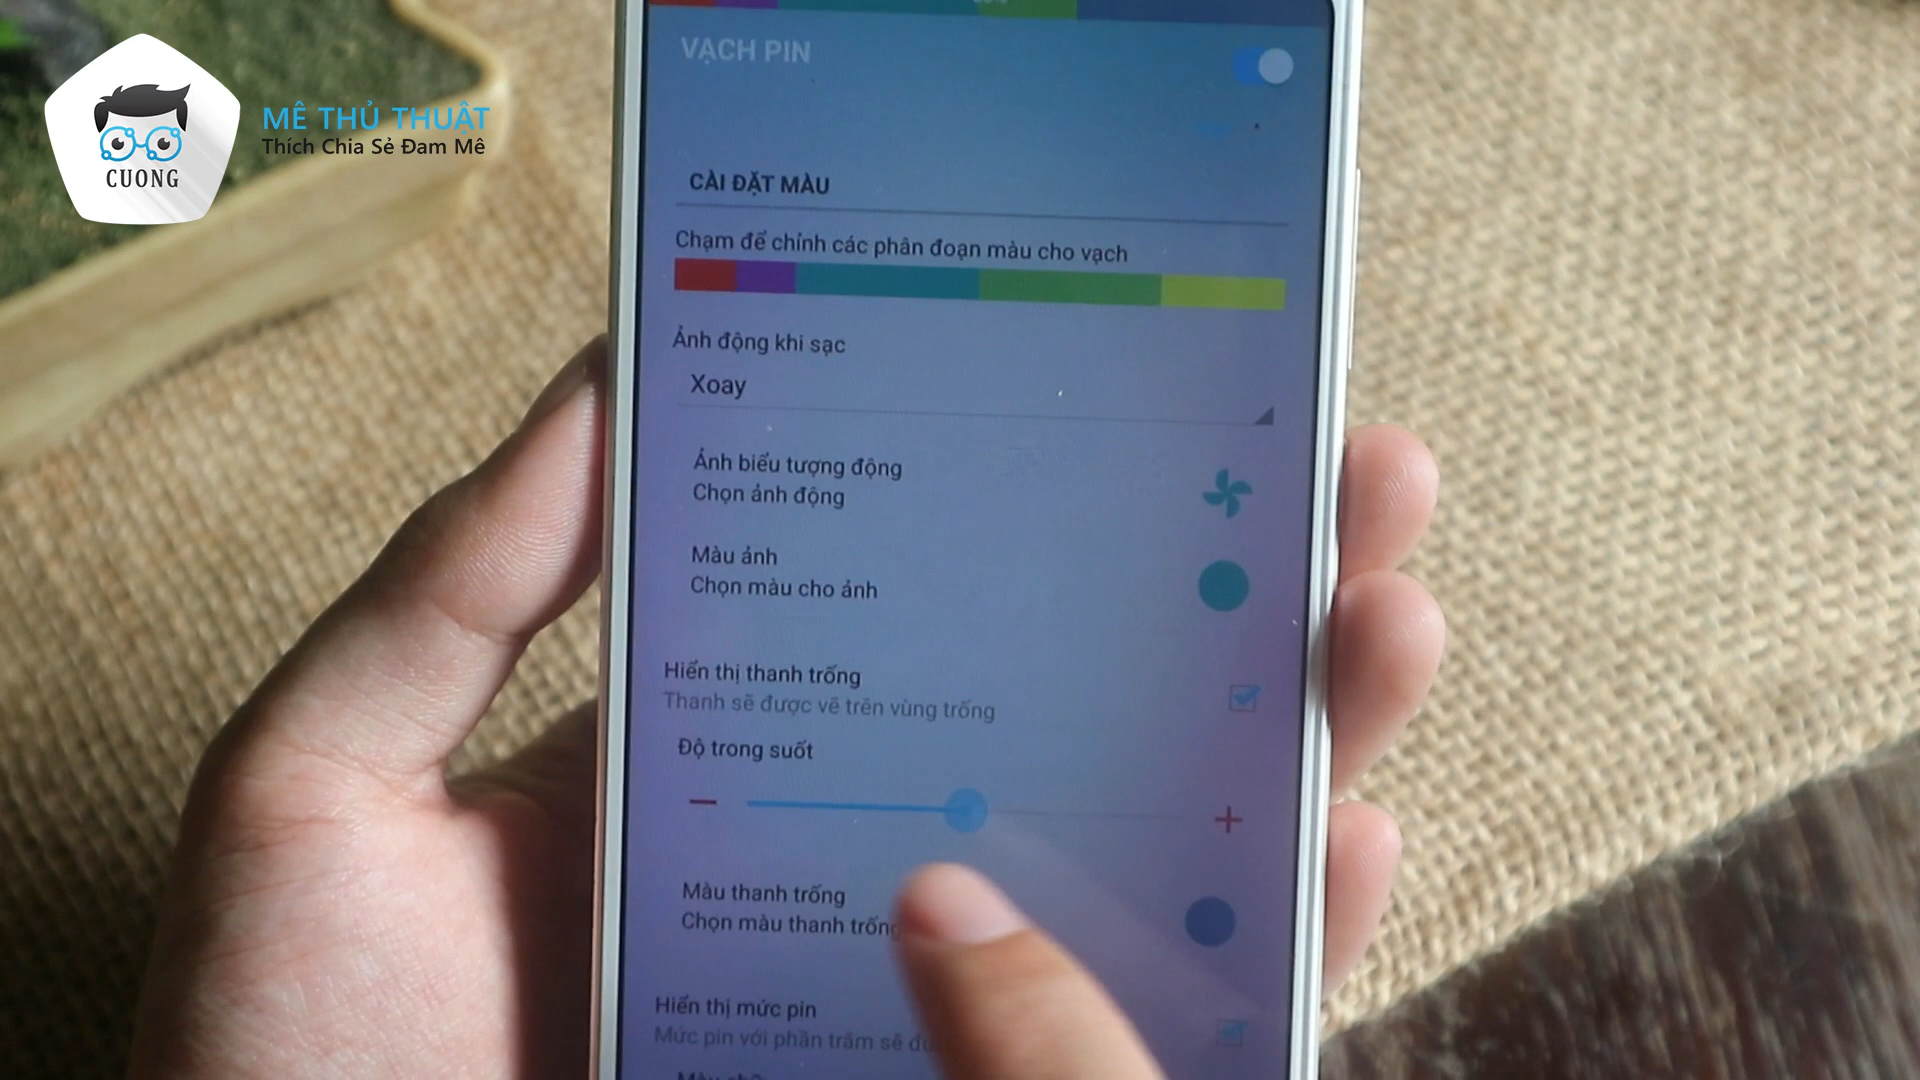 MÊ THỦ THUẬT
Thích Chia Sẻ Đam Mê
CUONG
VẠCH PIN
CÀI ĐẶT MÀU
Chạm để chỉnh các phân đoạn màu cho vạch
Ảnh động khi sạc
Xoay
Ảnh biểu tượng động
Chọn ảnh động
Màu ảnh
Chọn màu cho ảnh
Hiển thị thanh trống
Thanh sẽ được vẽ trên vùng trống
Độ trong suốt
Màu thanh trống
Chọn màu thanh trống
Hiển thị mức pin
Mức pin với phần trăm sẽ